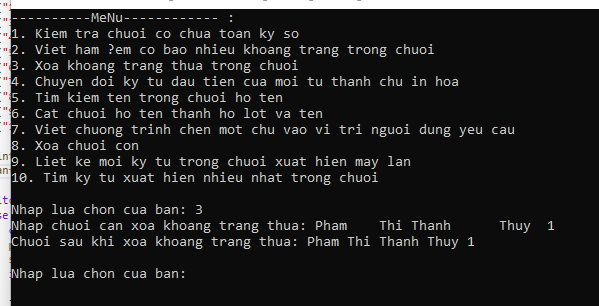 ----------MeNu------------ :
1. Kiem tra chuoi co chua toan ky so
2. Viet ham ?em co bao nhieu khoang trang trong chuoi
3. Xoa khoang trang thua trong chuoi
4. Chuyen doi ky tu dau tien cua moi tu thanh chu in hoa
5. Tim kiem ten trong chuoi ho ten
6. Cat chuoi ho ten thanh ho lot va ten
7. Viet chuong trinh chen mot chu vao vi tri nguoi dung yeu cau
8. Xoa chuoi con
9. Liet ke moi ky tu trong chuoi xuat hien may lan
10. Tim ky tu xuat hien nhieu nhat trong chuoi
Nhap lua chon cua ban: 3
Nhap chuoi can xoa khoang trang thua: Pham    Thi Thanh      Thuy  1
Chuoi sau khi xoa khoang trang thua: Pham Thi Thanh Thuy 1
Nhap lua chon cua ban: